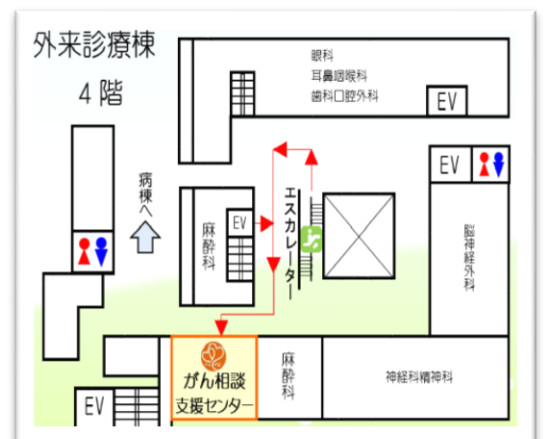 外来診療棟
4階
眼科
耳鼻咽喉科
歯科口腔外科
EV
EV
病棟へ
麻酔科
EV
エスカレーター
脳神経外科
がん相談
支援センター
麻酔科
神経科精神科
EV